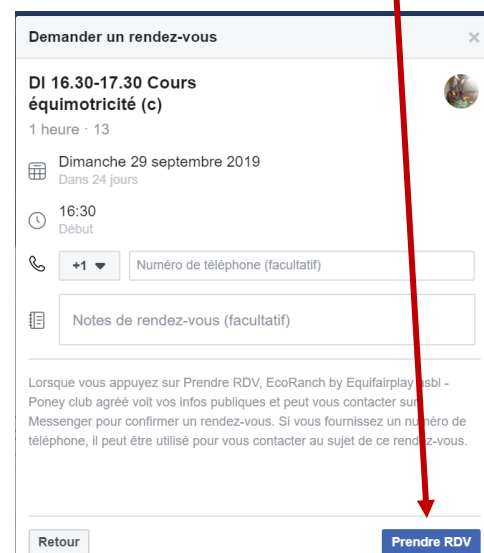 Demander un rendez-vous
DI 16.30-17.30 Cours
équimotricité (c)
1 heure · 13
Dimanche 29 septembre 2019
Dans 24 jours
16:30
Début
+1
Numéro de téléphone (facultatif)
Notes de rendez-vous (facultatif)
Lorsque vous appuyez sur Prendre RDV, EcoRanch by Equifairplay asbl -
Poney club agréé voit vos infos publiques et peut vous contacter sur
Messenger pour confirmer un rendez-vous. Si vous fournissez un numéro de
téléphone, il peut être utilisé pour vous contacter au sujet de ce rendez-vous.
Retour
Prendre RDV